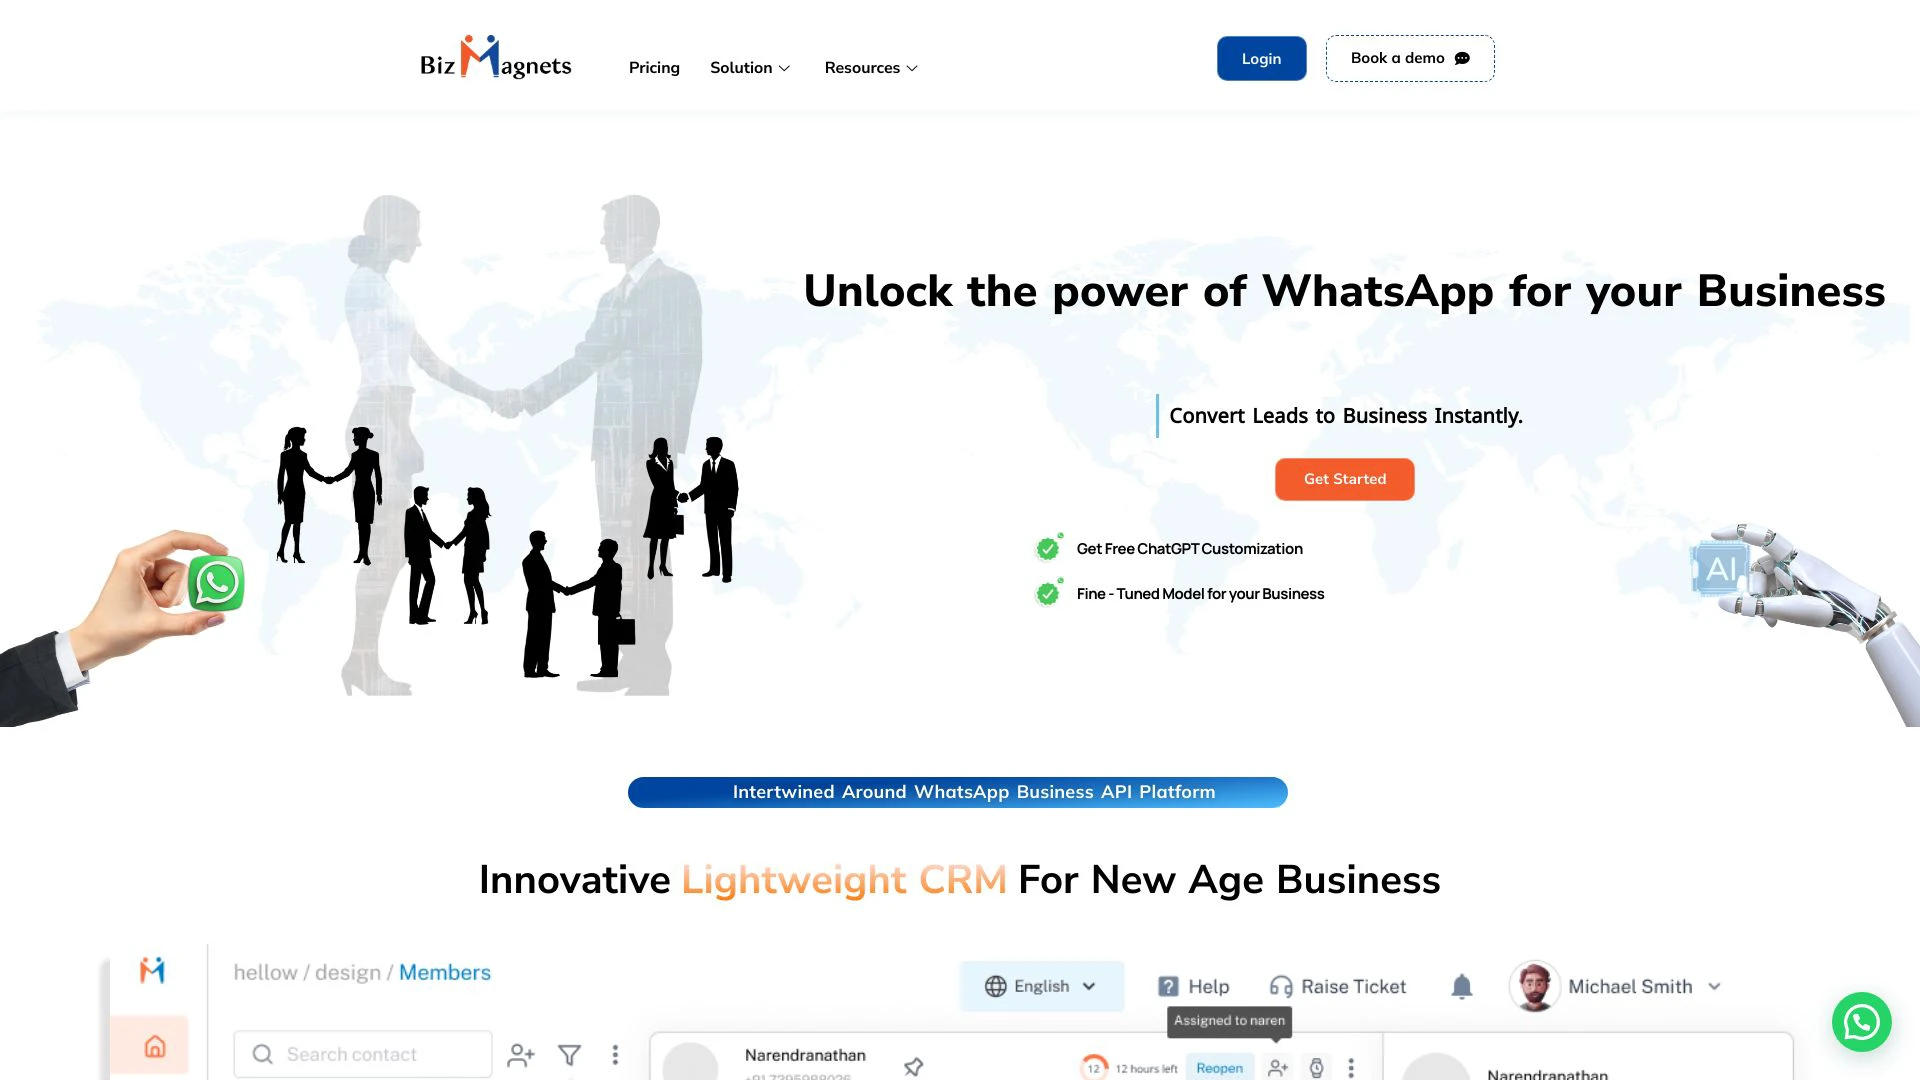 Biz Magnets
Pricing
Solution
Resources
Login
Book a demo
Unlock the power of WhatsApp for your Business
Convert Leads to Business Instantly.
Get Started
Get Free ChatGPT Customization
Fine - Tuned Model for your Business
AI
Intertwined Around WhatsApp Business API Platform
Innovative Lightweight CRM For New Age Business
hellow / design / Members
English
Help
Raise Ticket
Michael Smith
Assigned to naren
Search contact
Narendranathan
12
12 hours left
Reopen
Narendranathan